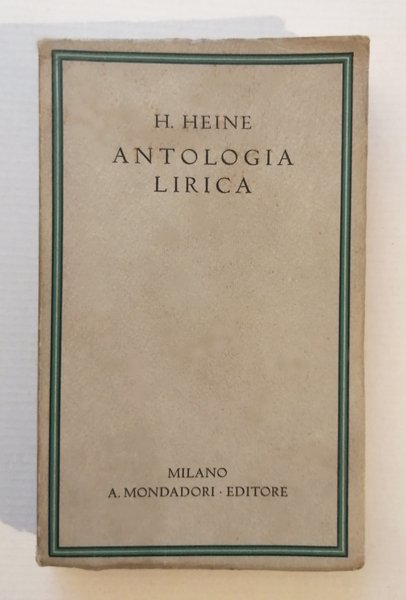 H. HEINE
ANTOLOGIA
LIRICA
MILANO
A. MONDADORI · EDITORE